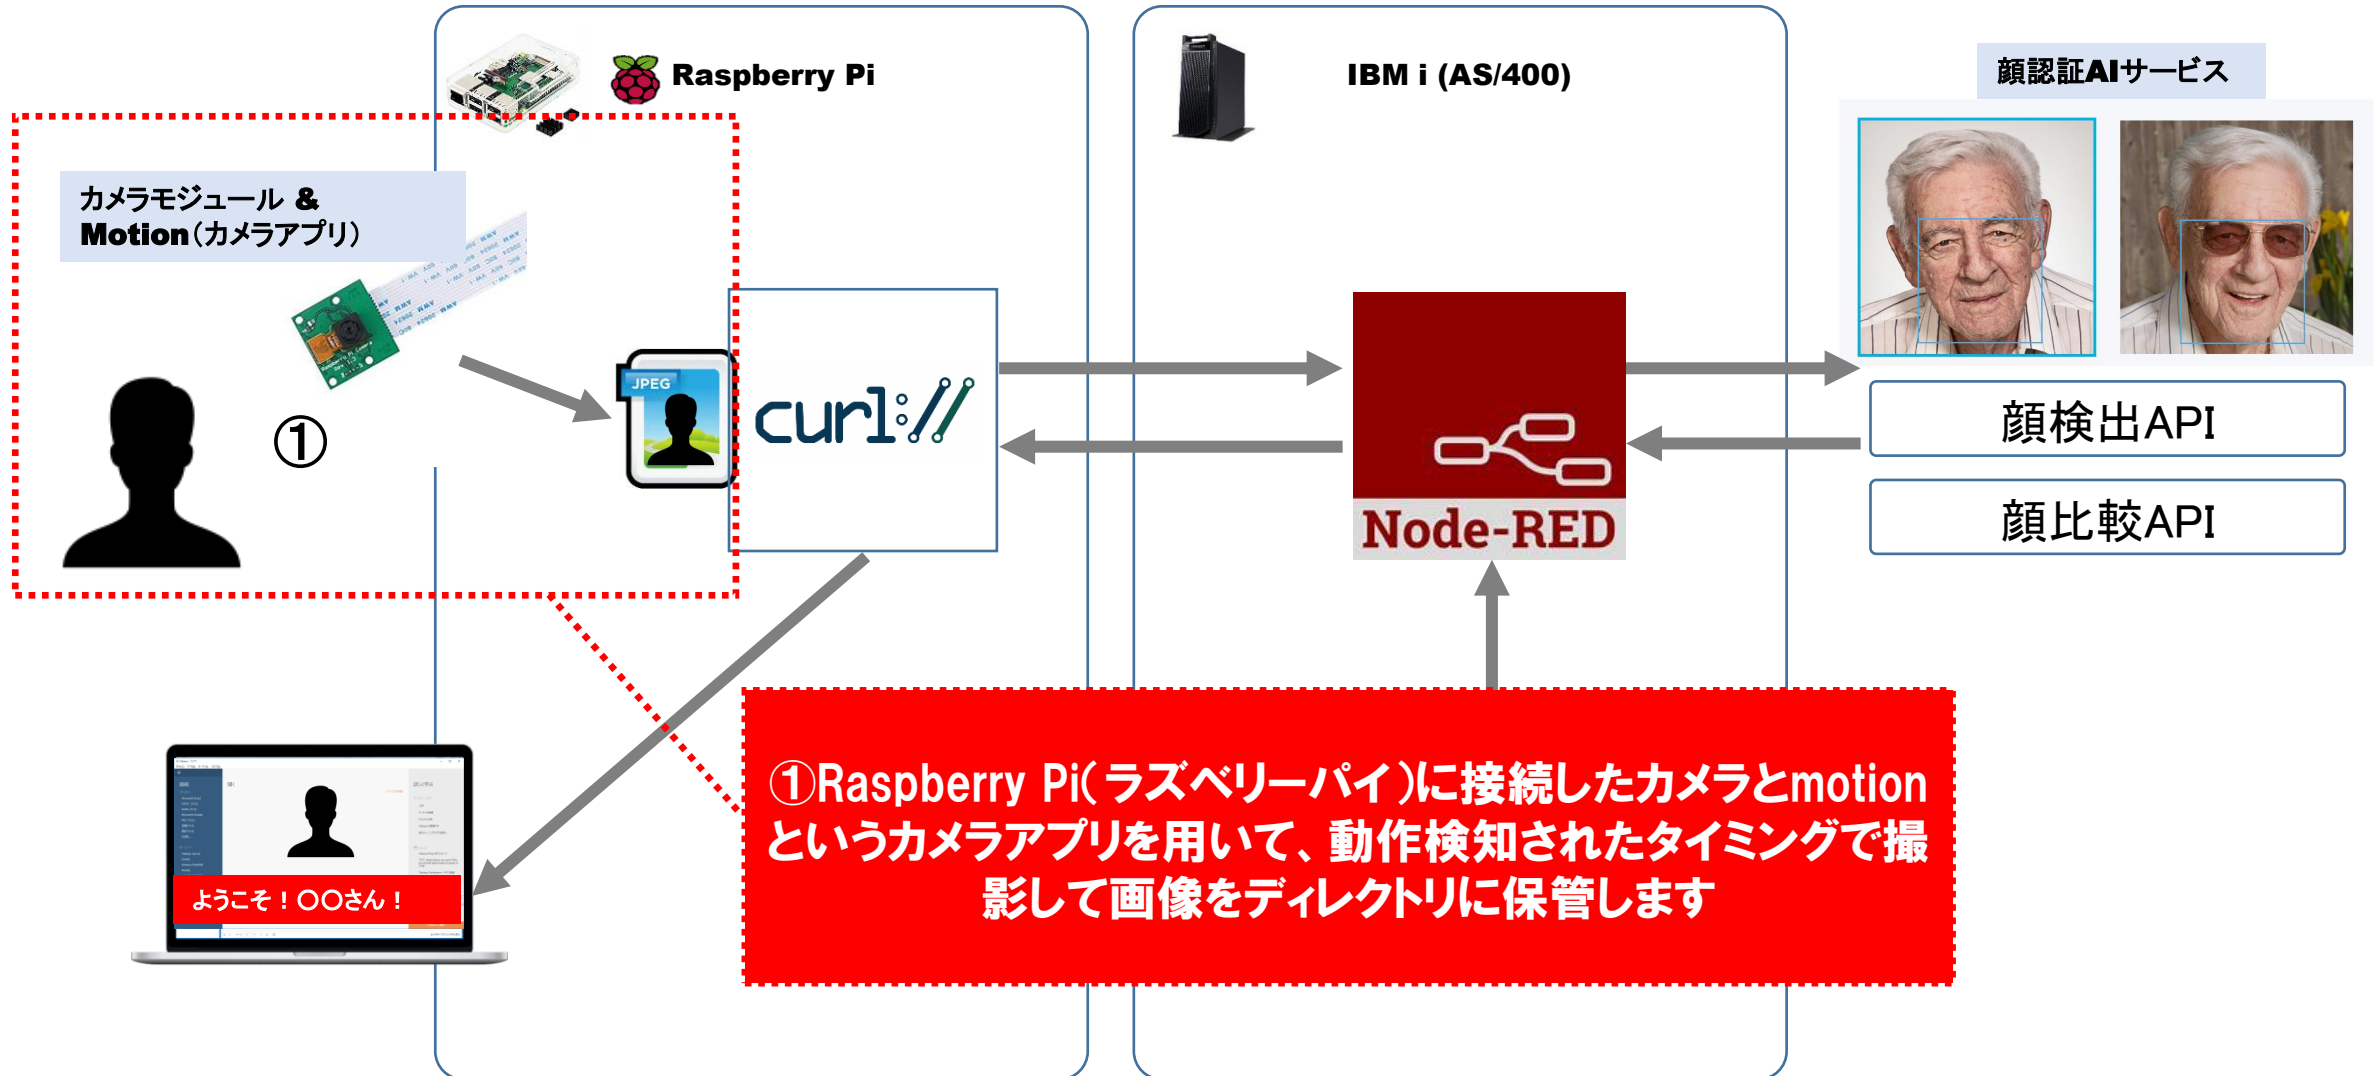 Raspberry Pi
IBM i (AS/400)
顔認証AIサービス
カメラモジュール &
Motion(カメラアプリ)
①
JPEG
curl://
Node-RED
顔検出API
顔比較API
ようこそ！〇〇さん！
①Raspberry Pi(ラズベリーパイ)に接続したカメラとmotion
というカメラアプリを用いて、動作検知されたタイミングで撮
影して画像をディレクトリに保管します